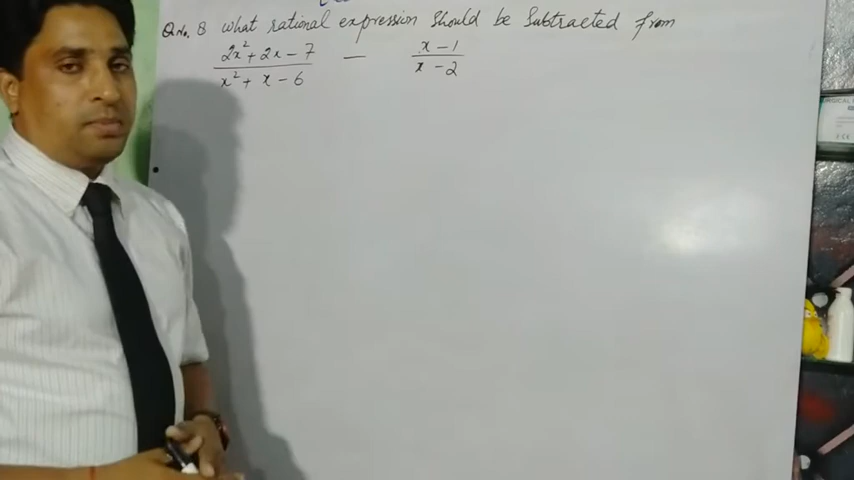 Q No. 8 what rational expression should be subtracted from
2x² + 2x - 7 / x² + x - 6 — x - 1 / x - 2